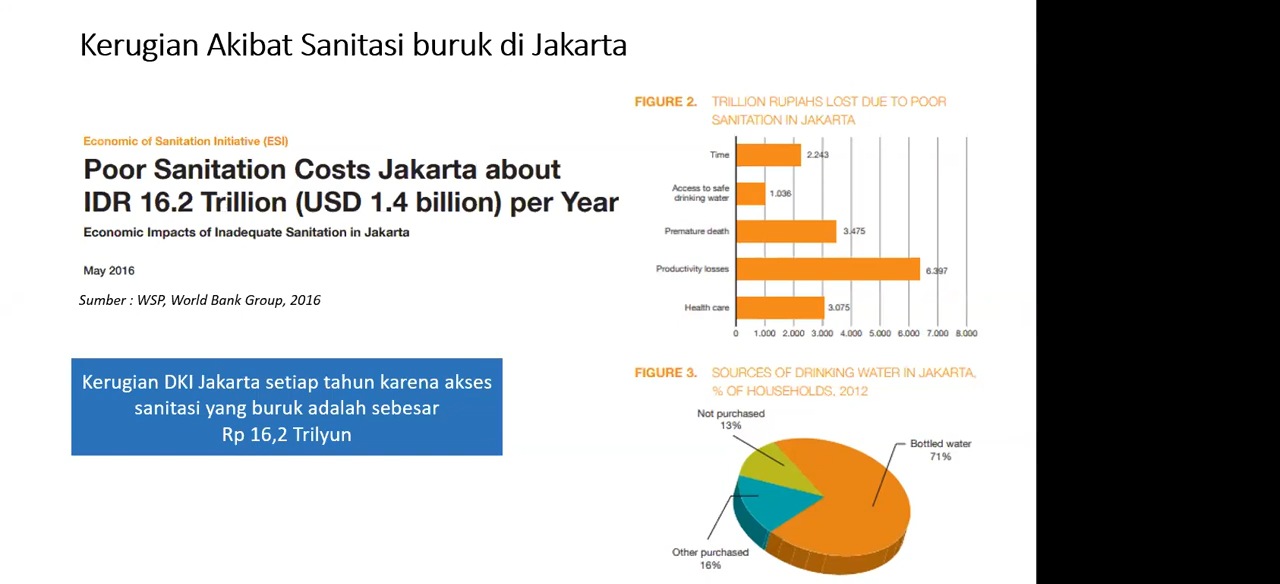 Kerugian Akibat Sanitasi buruk di Jakarta
Economic of Sanitation Initiative (ESI)
Poor Sanitation Costs Jakarta about
IDR 16.2 Trillion (USD 1.4 billion) per Year
Economic Impacts of Inadequate Sanitation in Jakarta
May 2016
Sumber : WSP, World Bank Group, 2016
Kerugian DKI Jakarta setiap tahun karena akses
sanitasi yang buruk adalah sebesar
Rp 16,2 Trilyun
FIGURE 2. TRILLION RUPIAHS LOST DUE TO POOR
SANITATION IN JAKARTA
Time 2.243
Access to safe
drinking water 1.036
Premature death 3.475
Productivity losses 6.397
Health care 3.075
0 1.000 2.000 3.000 4.000 5.000 6.000 7.000 8.000
FIGURE 3. SOURCES OF DRINKING WATER IN JAKARTA,
% OF HOUSEHOLDS, 2012
Not purchased
13%
Bottled water
71%
Other purchased
16%